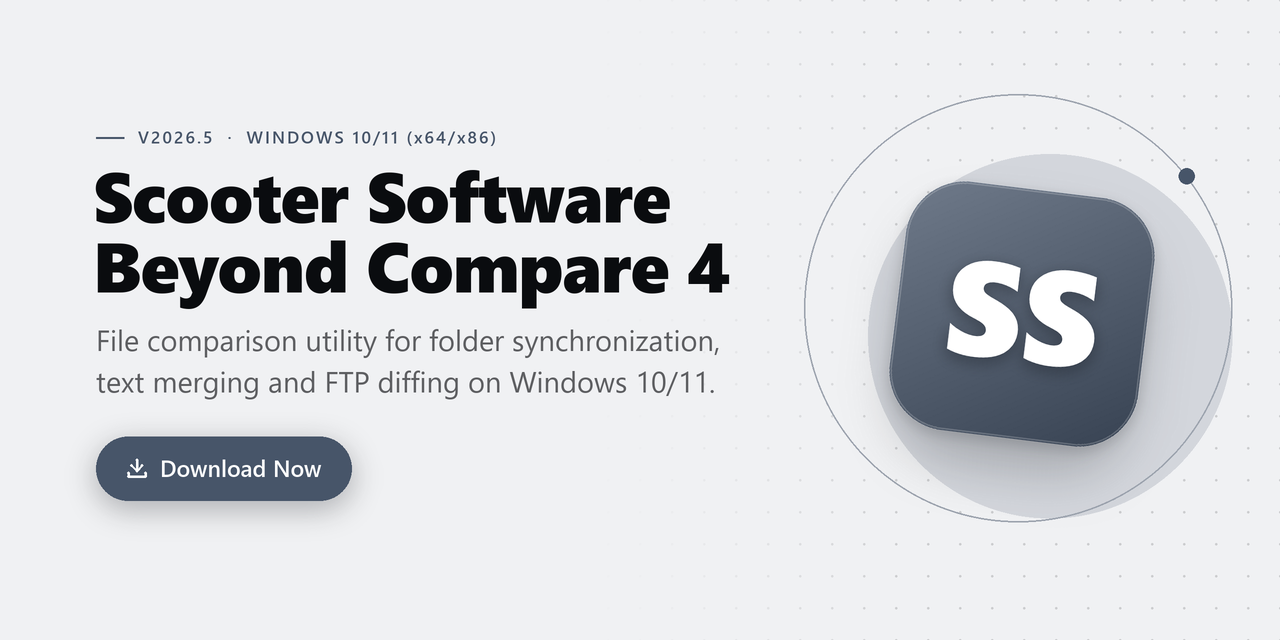 V2026.5 · WINDOWS 10/11 (x64/x86)
Scooter Software
Beyond Compare 4
File comparison utility for folder synchronization,
text merging and FTP diffing on Windows 10/11.
Download Now
SS